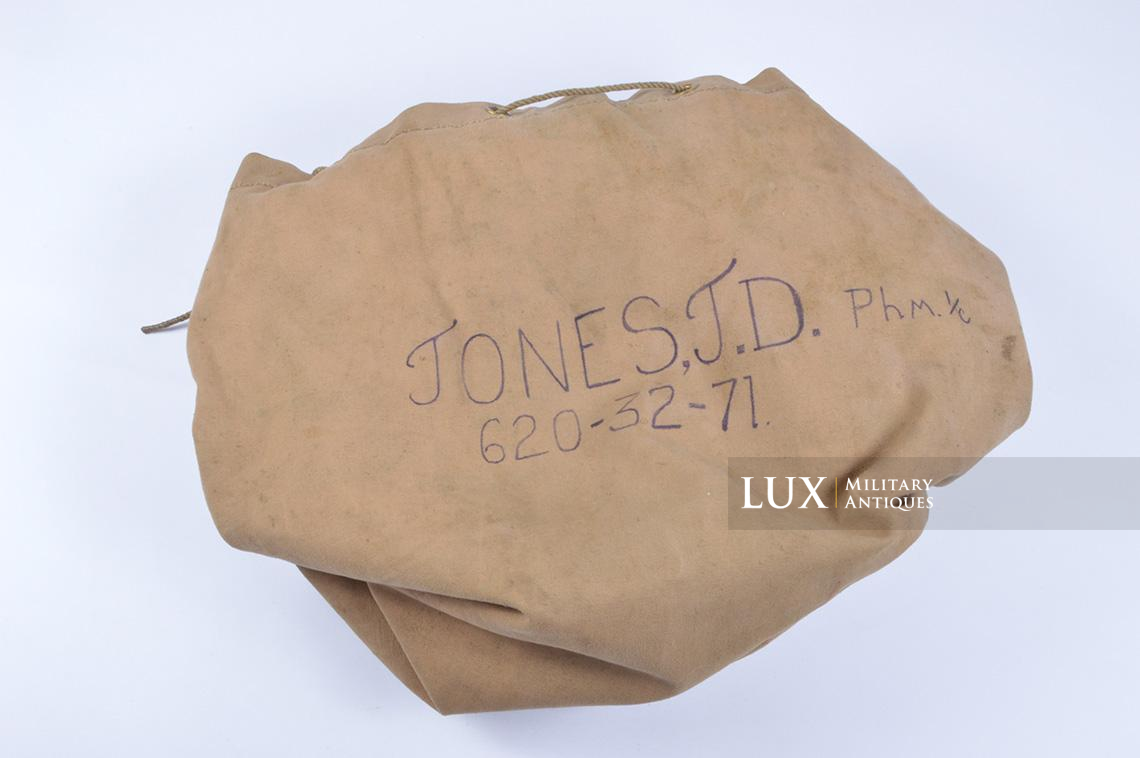 JONES, J.D. Phm. 1/c
620-32-71.
LUX MILITARY ANTIQUES